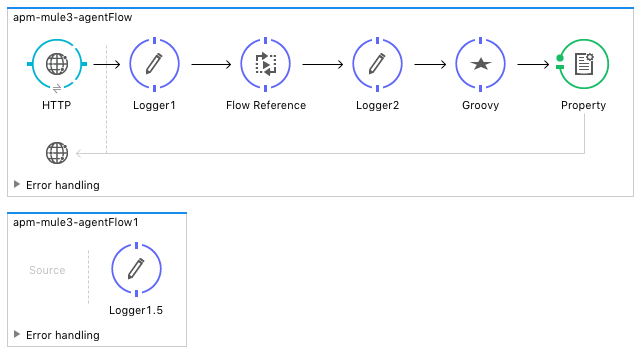 apm-mule3-agentFlow
HTTP Logger1 Flow Reference Logger2 Groovy Property
Error handling
apm-mule3-agentFlow1
Source
Logger1.5
Error handling